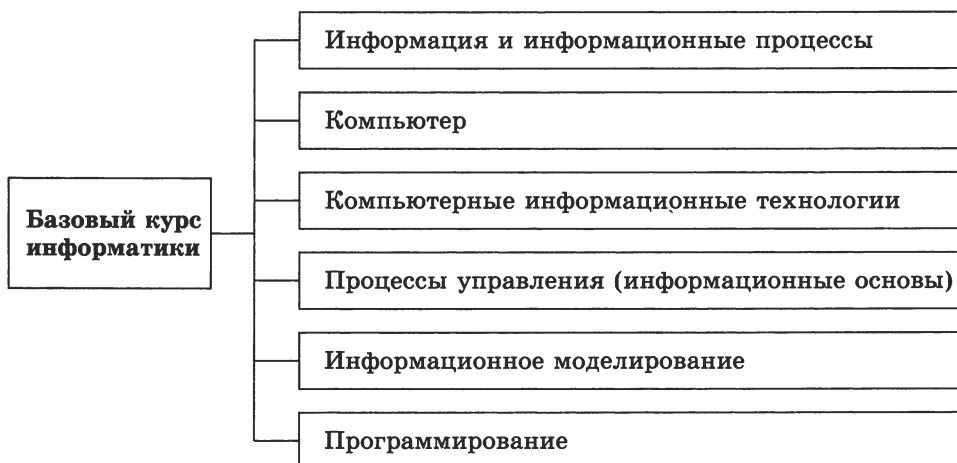 Информация и информационные процессы
Компьютер
Компьютерные информационные технологии
Базовый курс
информатики
Процессы управления (информационные основы)
Информационное моделирование
Программирование